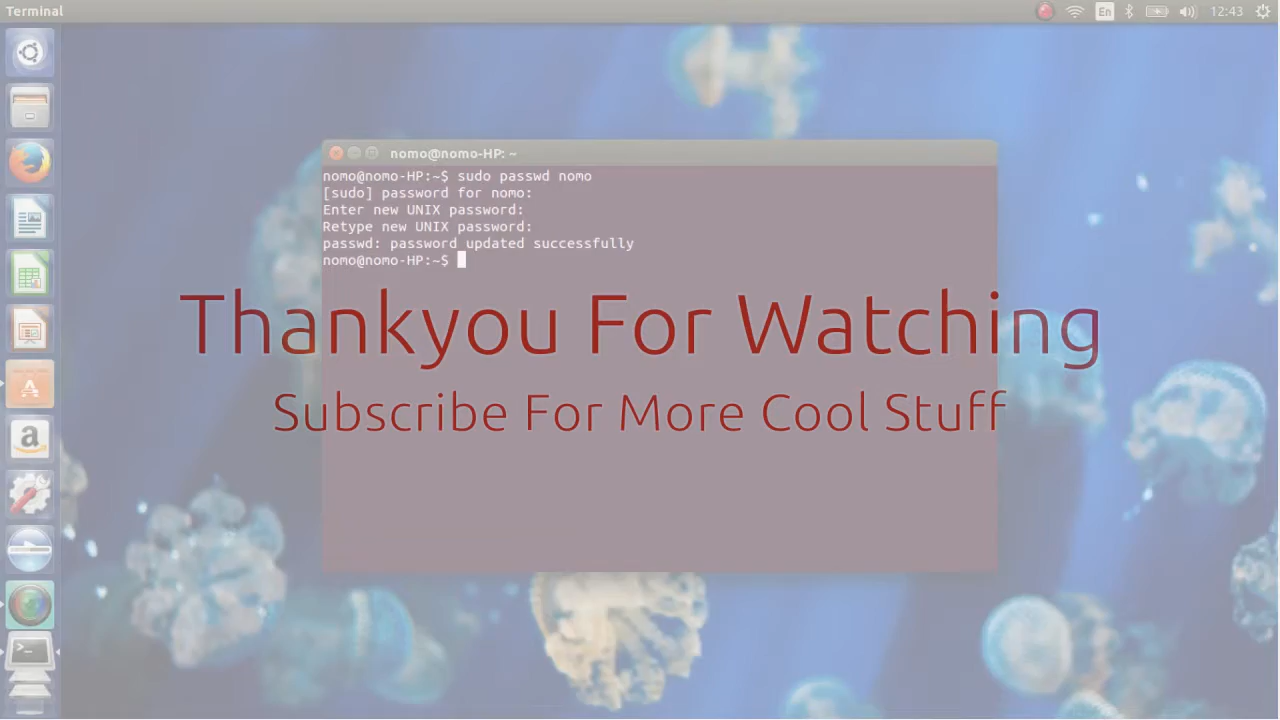 Terminal
En
12:43
nomo@nomo-HP: ~
nomo@nomo-HP:~$ sudo passwd nomo
[sudo] password for nomo:
Enter new UNIX password:
Retype new UNIX password:
passwd: password updated successfully
nomo@nomo-HP:~$
Thankyou For Watching
Subscribe For More Cool Stuff